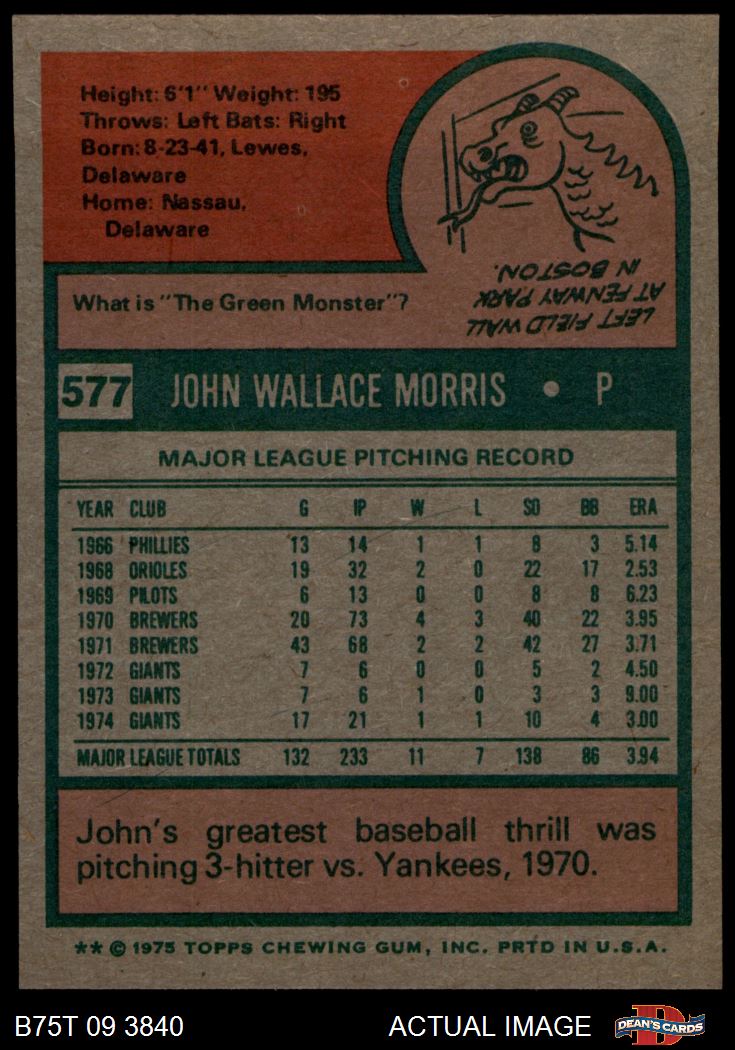 Height: 6'1" Weight: 195
Throws: Left Bats: Right
Born: 8-23-41, Lewes,
Delaware
Home: Nassau,
Delaware
What is "The Green Monster"?
LEFT FIELD WALL
AT FENWAY PARK
IN BOSTON.
577 JOHN WALLACE MORRIS • P
MAJOR LEAGUE PITCHING RECORD
YEAR CLUB G IP W L SO BB ERA
1966 PHILLIES 13 14 1 1 8 3 5.14
1968 ORIOLES 19 32 2 0 22 17 2.53
1969 PILOTS 6 13 0 0 8 8 6.23
1970 BREWERS 20 73 4 3 40 22 3.95
1971 BREWERS 43 68 2 2 42 27 3.71
1972 GIANTS 7 6 0 0 5 2 4.50
1973 GIANTS 7 6 1 0 3 3 9.00
1974 GIANTS 17 21 1 1 10 4 3.00
MAJOR LEAGUE TOTALS 132 233 11 7 138 86 3.94
John's greatest baseball thrill was
pitching 3-hitter vs. Yankees, 1970.
** © 1975 TOPPS CHEWING GUM, INC. PRTD IN U.S.A.
B75T 09 3840 ACTUAL IMAGE D DEAN'S CARDS